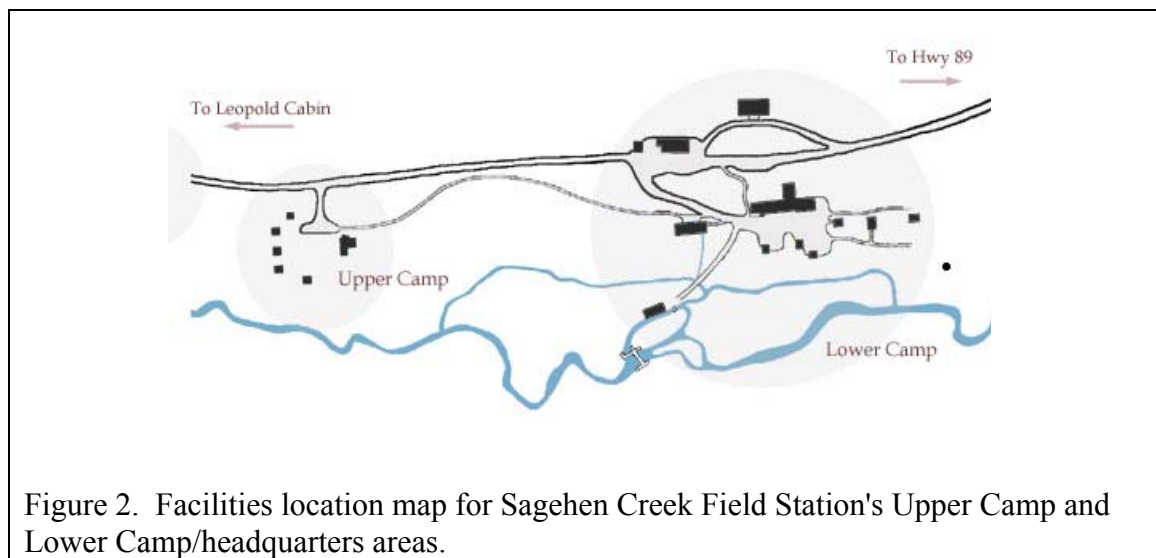 To Hwy 89
To Leopold Cabin
Upper Camp
Lower Camp
Figure 2.  Facilities location map for Sagehen Creek Field Station's Upper Camp and
Lower Camp/headquarters areas.